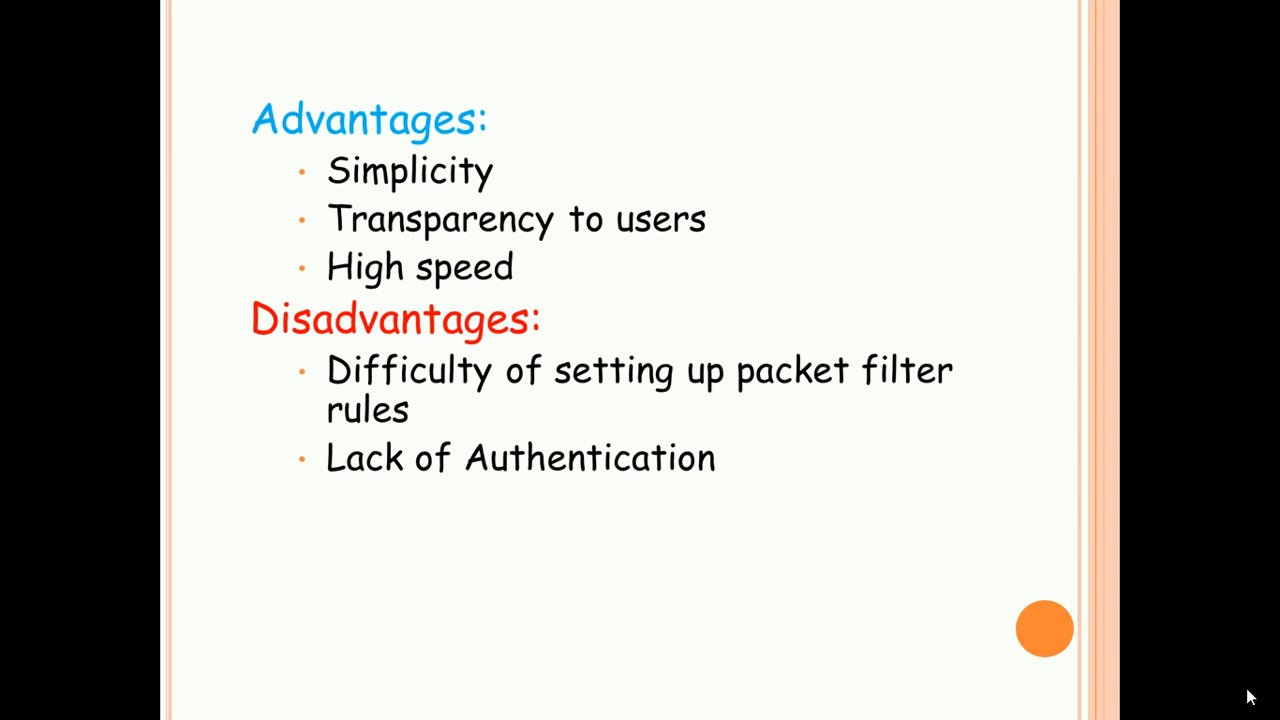 Advantages:
• Simplicity
• Transparency to users
• High speed
Disadvantages:
• Difficulty of setting up packet filter
rules
• Lack of Authentication